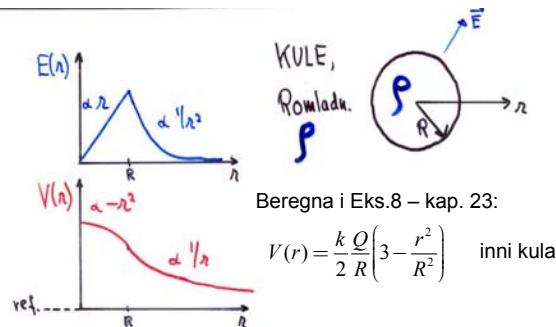 E(r)
α r
α 1/r²
R
r
KULE,
Romladn.
ρ
E⃗
ρ
R
r
V(r)
α −r²
α 1/r
ref.
R
r
Beregna i Eks.8 – kap. 23:
V(r) = k/2 Q/R (3 − r²/R²) inni kula